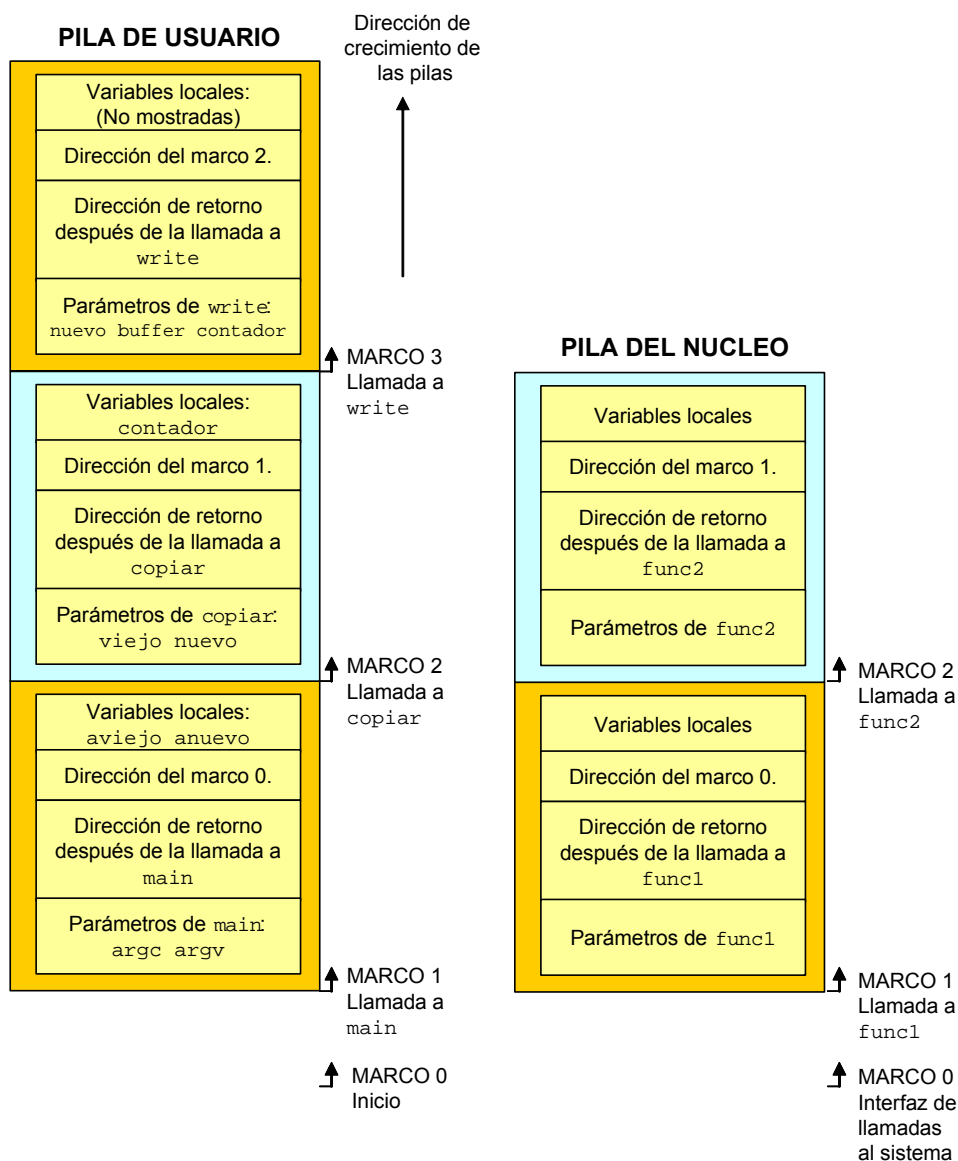 PILA DE USUARIO
Dirección de
crecimiento de
las pilas
Variables locales:
(No mostradas)
Dirección del marco 2.
Dirección de retorno
después de la llamada a
write
Parámetros de write:
nuevo buffer contador
MARCO 3
Llamada a
write
Variables locales:
contador
Dirección del marco 1.
Dirección de retorno
después de la llamada a
copiar
Parámetros de copiar:
viejo nuevo
MARCO 2
Llamada a
copiar
Variables locales:
aviejo anuevo
Dirección del marco 0.
Dirección de retorno
después de la llamada a
main
Parámetros de main:
argc argv
MARCO 1
Llamada a
main
MARCO 0
Inicio
PILA DEL NUCLEO
Variables locales
Dirección del marco 1.
Dirección de retorno
después de la llamada a
func2
Parámetros de func2
MARCO 2
Llamada a
func2
Variables locales
Dirección del marco 0.
Dirección de retorno
después de la llamada a
func1
Parámetros de func1
MARCO 1
Llamada a
func1
MARCO 0
Interfaz de
llamadas
al sistema